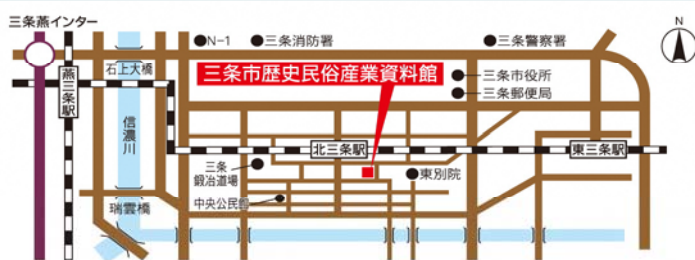 三条燕インター
N-1
三条消防署
三条警察署
N
石上大橋
三条市歴史民俗産業資料館
三条市役所
三条郵便局
燕三条駅
信濃川
北三条駅
東三条駅
三条
鍛冶道場
東別院
中央公民館
瑞雲橋